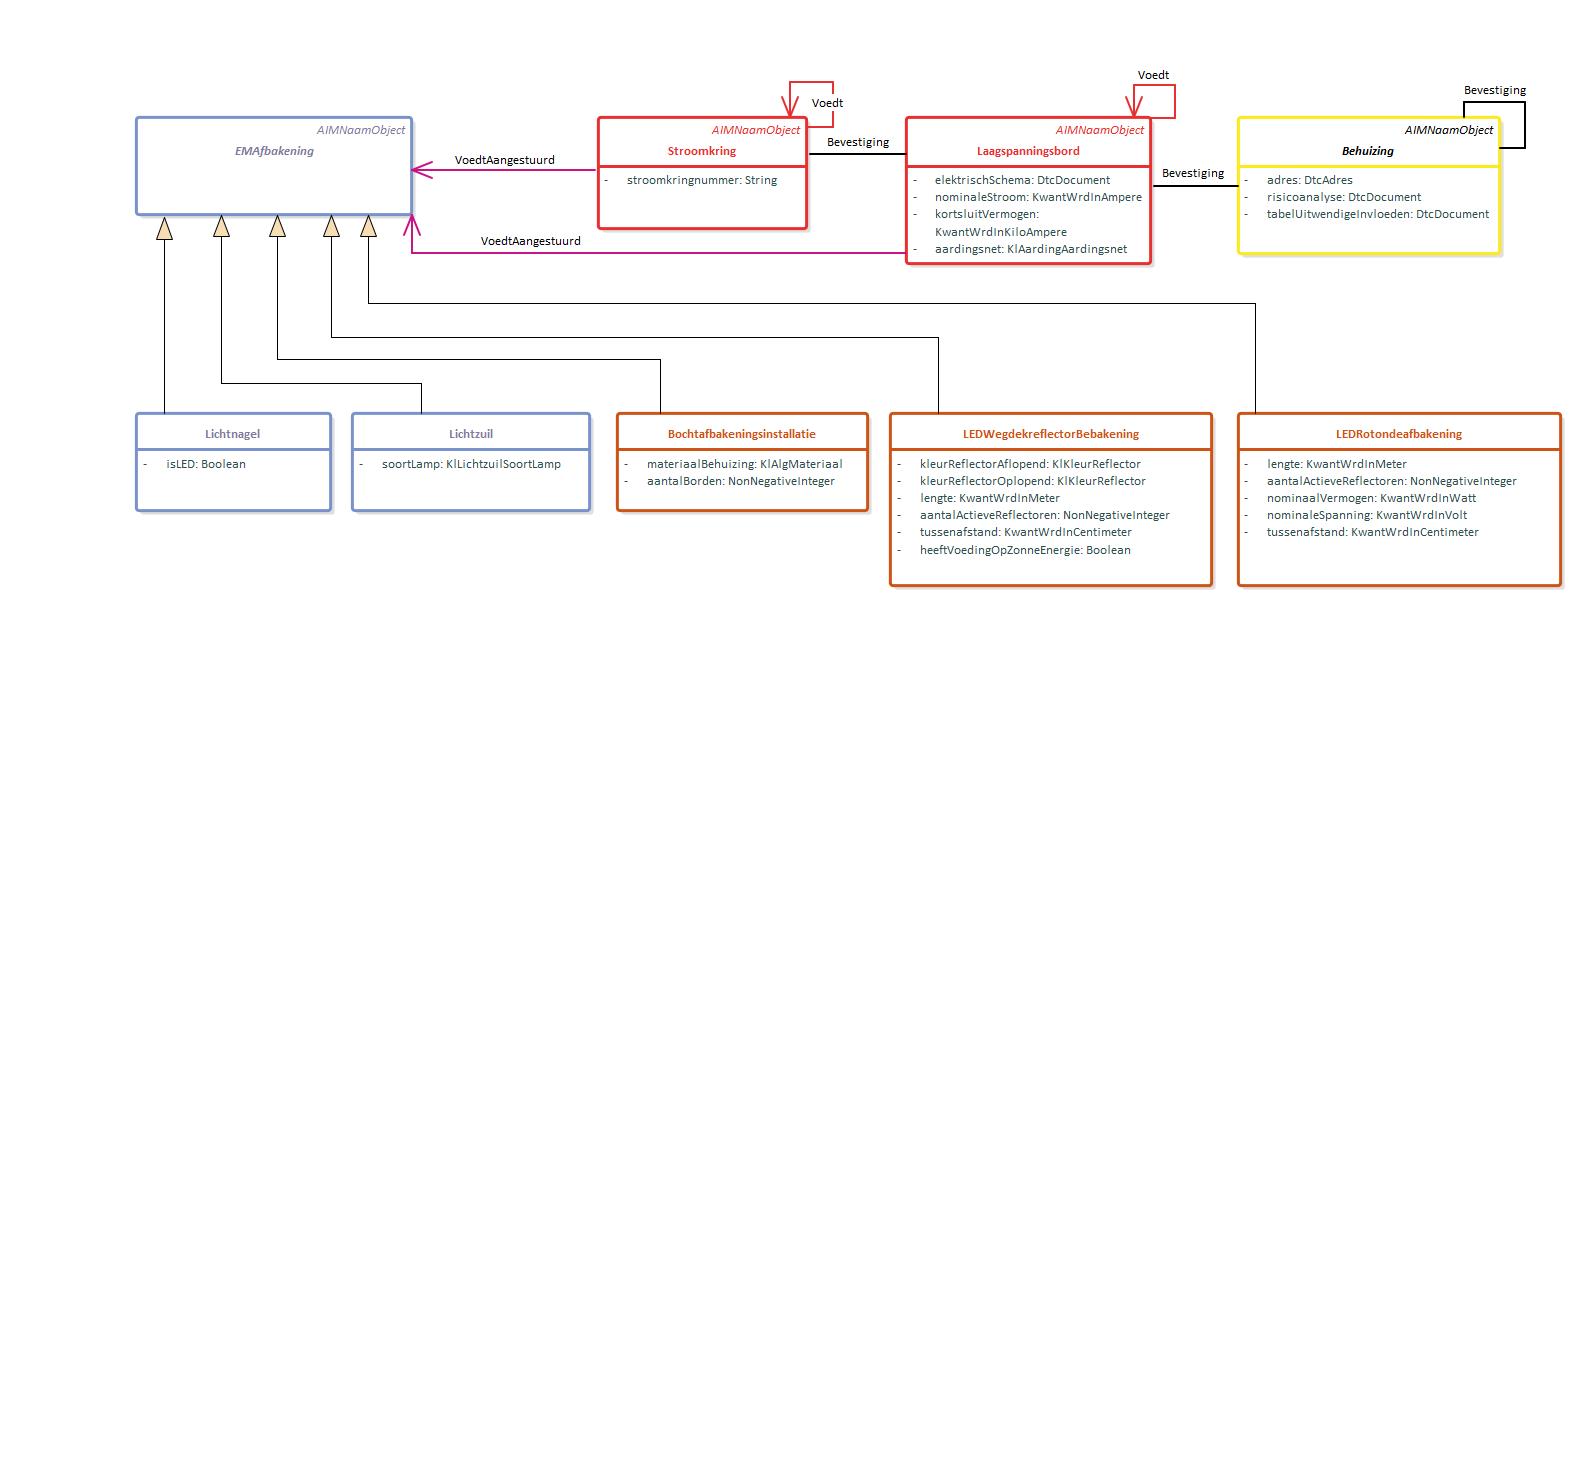 Voedt
Bevestiging
Voedt
AIMNaamObject
EMAfbakening
VoedtAangestuurd
AIMNaamObject
Stroomkring
- stroomkringnummer: String
Bevestiging
AIMNaamObject
Laagspanningsbord
- elektrischSchema: DtcDocument
- nominaleStroom: KwantWrdInAmpere
- kortsluitVermogen:
KwantWrdInKiloAmpere
- aardingsnet: KlAardingAardingsnet
Bevestiging
AIMNaamObject
Behuizing
- adres: DtcAdres
- risicoanalyse: DtcDocument
- tabelUitwendigeInvloeden: DtcDocument
VoedtAangestuurd
Lichtnagel
- isLED: Boolean
Lichtzuil
- soortLamp: KlLichtzuilSoortLamp
Bochtafbakeningsinstallatie
- materiaalBehuizing: KlAlgMateriaal
- aantalBorden: NonNegativeInteger
LEDWegdekreflectorBebakening
- kleurReflectorAflopend: KlKleurReflector
- kleurReflectorOplopend: KlKleurReflector
- lengte: KwantWrdInMeter
- aantalActieveReflectoren: NonNegativeInteger
- tussenafstand: KwantWrdInCentimeter
- heeftVoedingOpZonneEnergie: Boolean
LEDRotondeafbakening
- lengte: KwantWrdInMeter
- aantalActieveReflectoren: NonNegativeInteger
- nominaalVermogen: KwantWrdInWatt
- nominaleSpanning: KwantWrdInVolt
- tussenafstand: KwantWrdInCentimeter